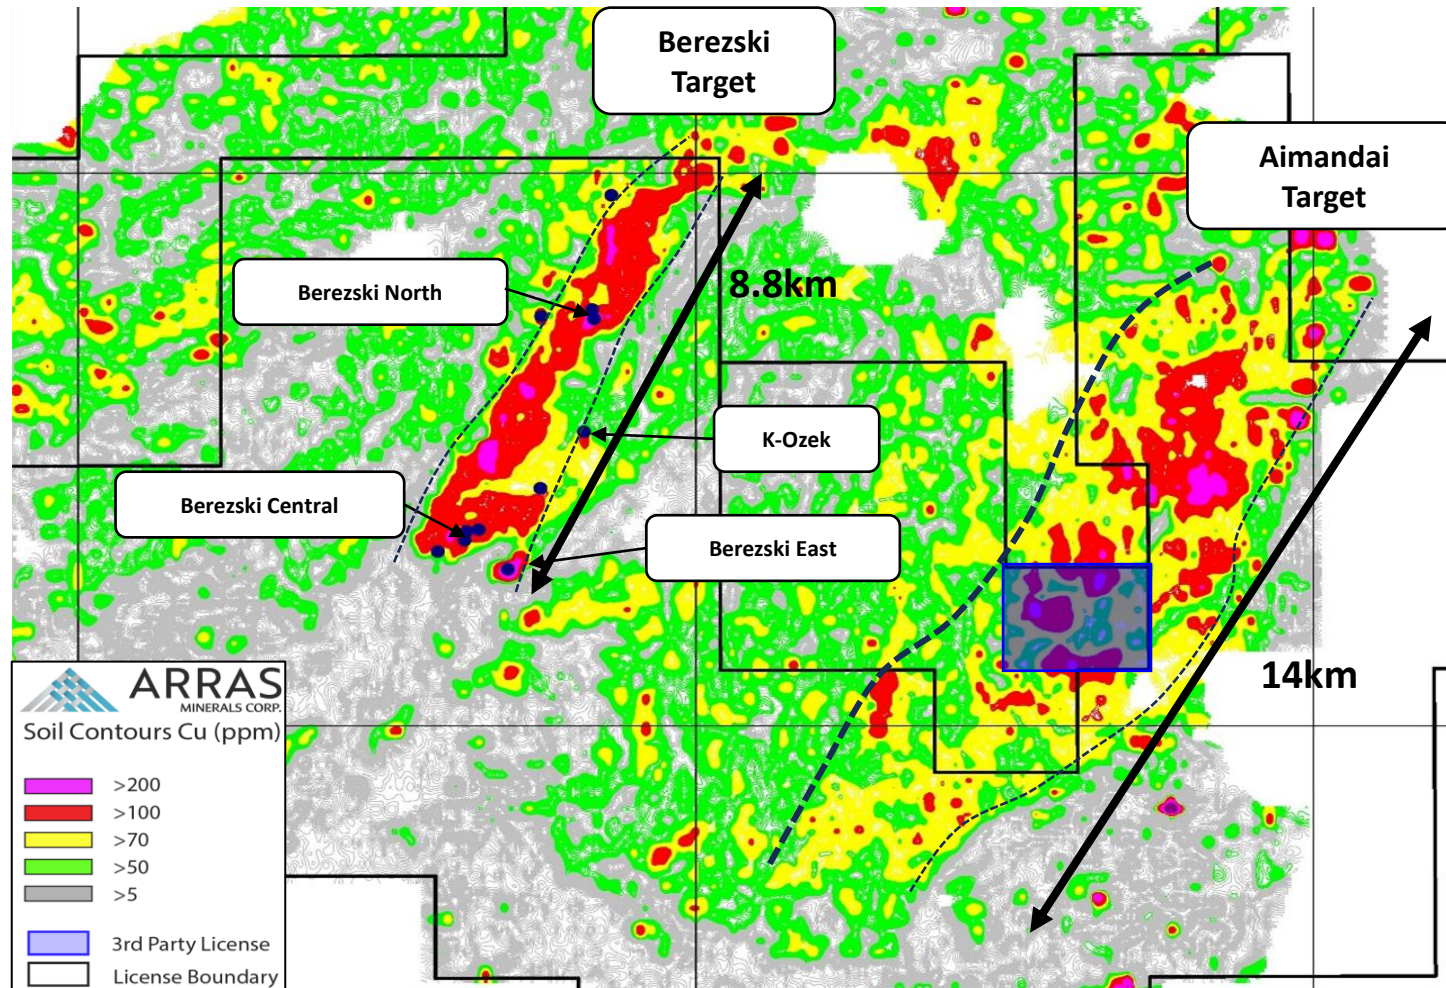 Berezski
Target
Aimandai
Target
Berezski North
8.8km
K-Ozek
Berezski Central
Berezski East
14km
ARRAS
MINERALS CORP.
Soil Contours Cu (ppm)
>200
>100
>70
>50
>5
3rd Party License
License Boundary